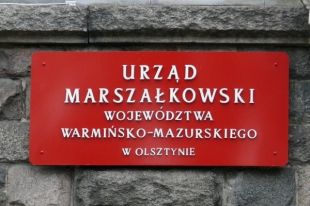 URZĄD
MARSZAŁKOWSKI
WOJEWÓDZTWA
WARMIŃSKO-MAZURSKIEGO
W OLSZTYNIE